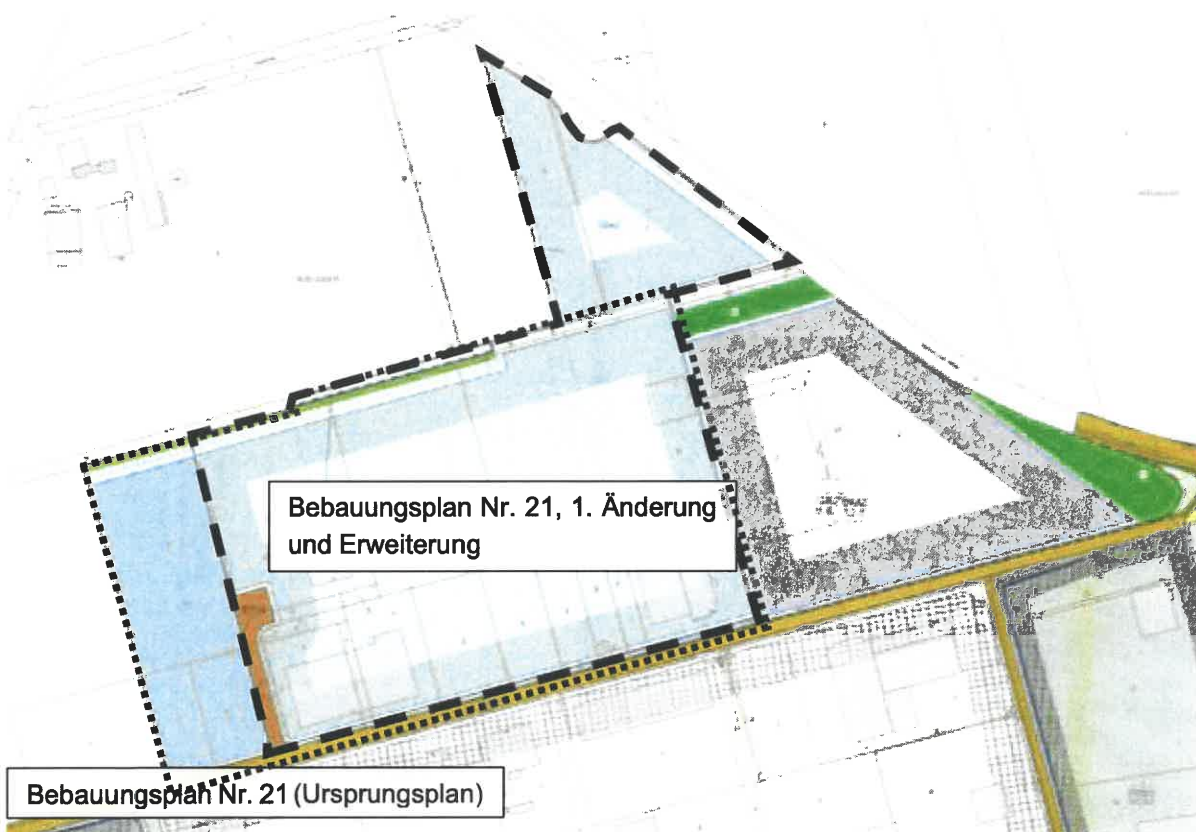 Bebauungsplan Nr. 21, 1. Änderung
und Erweiterung
Bebauungsplan Nr. 21 (Ursprungsplan)